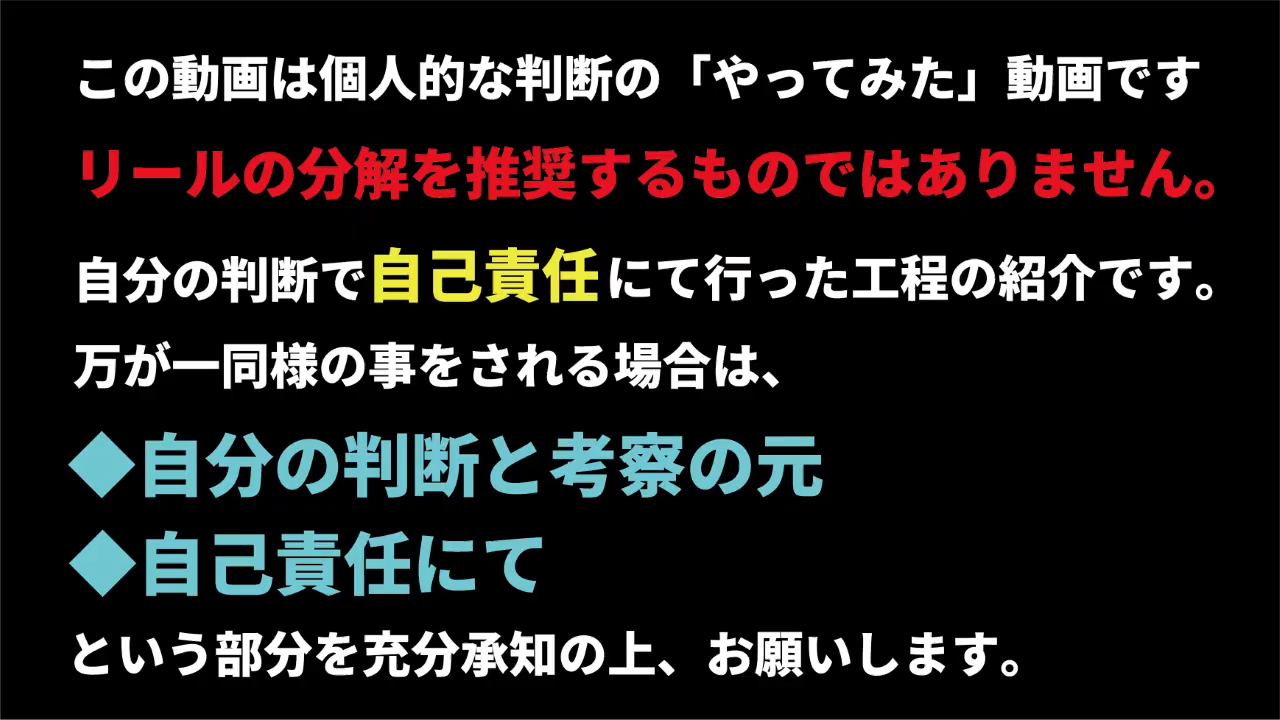 この動画は個人的な判断の「やってみた」動画です
リールの分解を推奨するものではありません。
自分の判断で自己責任にて行った工程の紹介です。
万が一同様の事をされる場合は、
◆自分の判断と考察の元
◆自己責任にて
という部分を充分承知の上、お願いします。